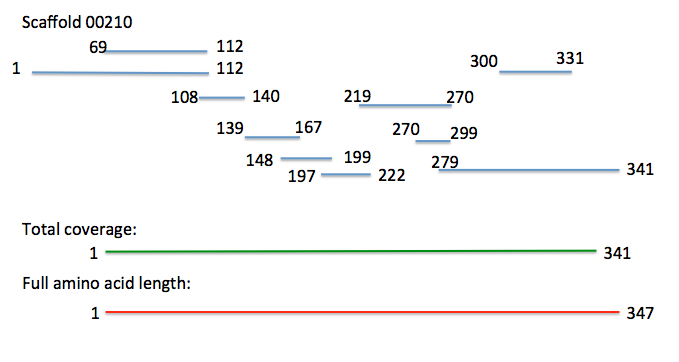 Scaffold 00210
69 112
300 331
1 112
108 140 219 270
139 167 270 299
148 199 279 341
197 222
Total coverage:
1 341
Full amino acid length:
1 347